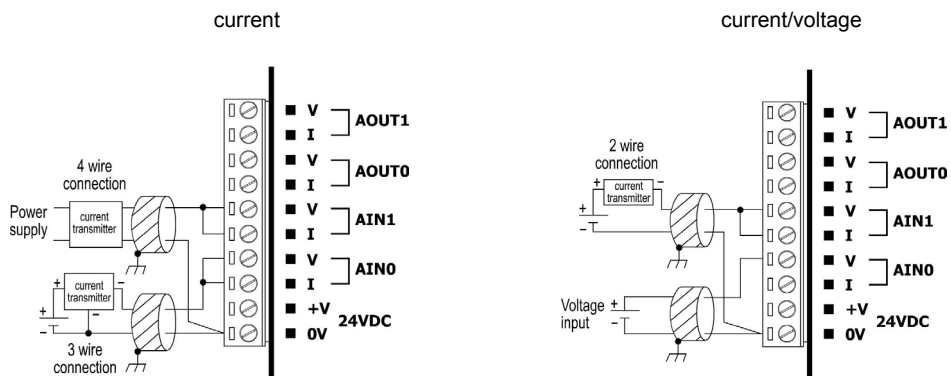 current
4 wire
connection
Power
supply
current
transmitter
+
-
current
transmitter
-
+
-
3 wire
connection
V
I
AOUT1
V
I
AOUT0
V
I
AIN1
V
I
AIN0
+V
0V
24VDC
current/voltage
2 wire
connection
+
current
transmitter
-
+
-
Voltage
input
+
-
V
I
AOUT1
V
I
AOUT0
V
I
AIN1
V
I
AIN0
+V
0V
24VDC